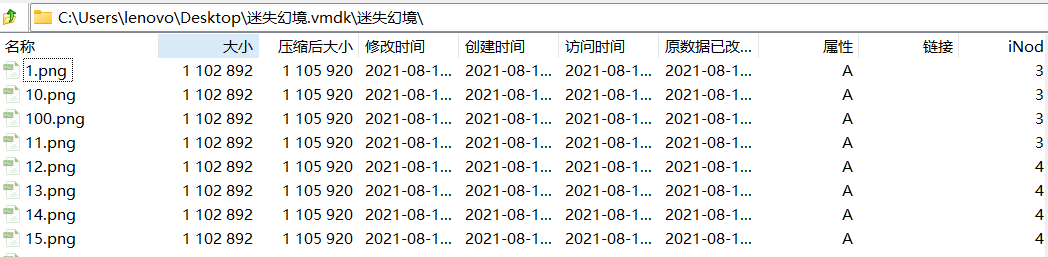 C:\Users\lenovo\Desktop\迷失幻境.vmdk\迷失幻境\
名称 大小 压缩后大小 修改时间 创建时间 访问时间 原数据已改... 属性 链接 iNod
1.png 1 102 892 1 105 920 2021-08-1... 2021-08-1... 2021-08-1... 2021-08-1... A 3
10.png 1 102 892 1 105 920 2021-08-1... 2021-08-1... 2021-08-1... 2021-08-1... A 3
100.png 1 102 892 1 105 920 2021-08-1... 2021-08-1... 2021-08-1... 2021-08-1... A 3
11.png 1 102 892 1 105 920 2021-08-1... 2021-08-1... 2021-08-1... 2021-08-1... A 3
12.png 1 102 892 1 105 920 2021-08-1... 2021-08-1... 2021-08-1... 2021-08-1... A 4
13.png 1 102 892 1 105 920 2021-08-1... 2021-08-1... 2021-08-1... 2021-08-1... A 4
14.png 1 102 892 1 105 920 2021-08-1... 2021-08-1... 2021-08-1... 2021-08-1... A 4
15.png 1 102 892 1 105 920 2021-08-1... 2021-08-1... 2021-08-1... 2021-08-1... A 4